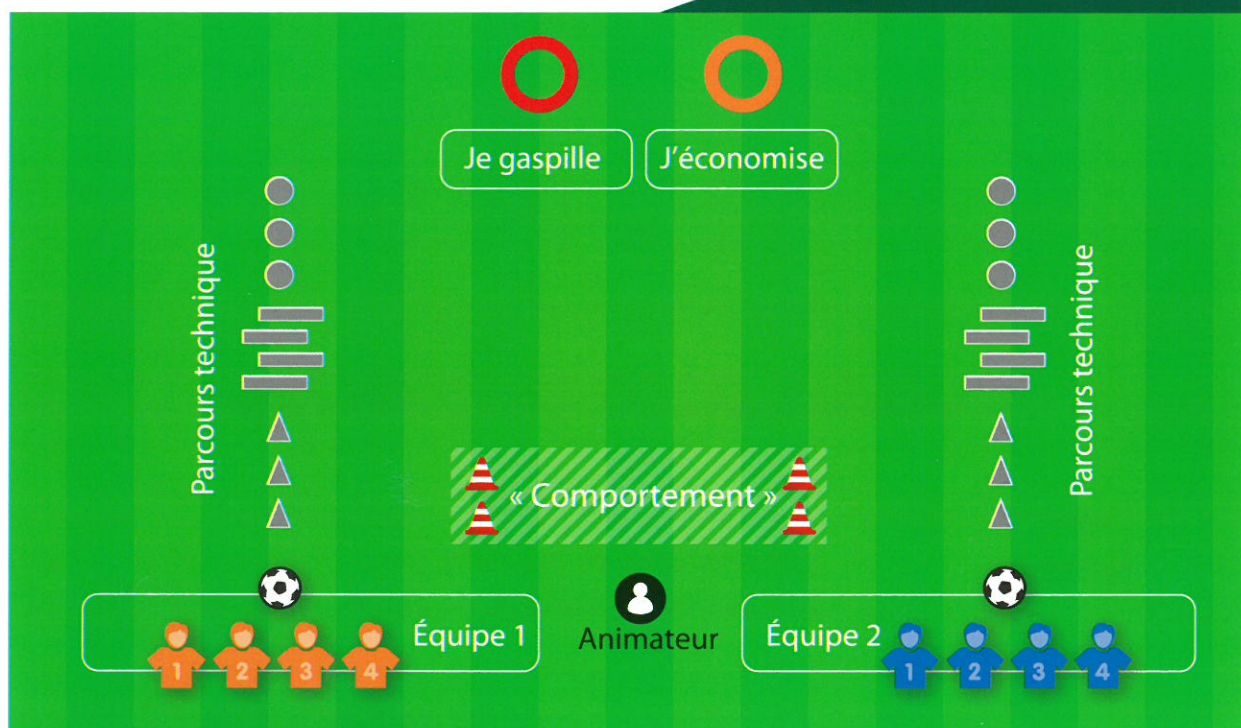 Je gaspille
J'économise
Parcours technique
Parcours technique
« Comportement »
Équipe 1
1
2
3
4
Animateur
Équipe 2
1
2
3
4